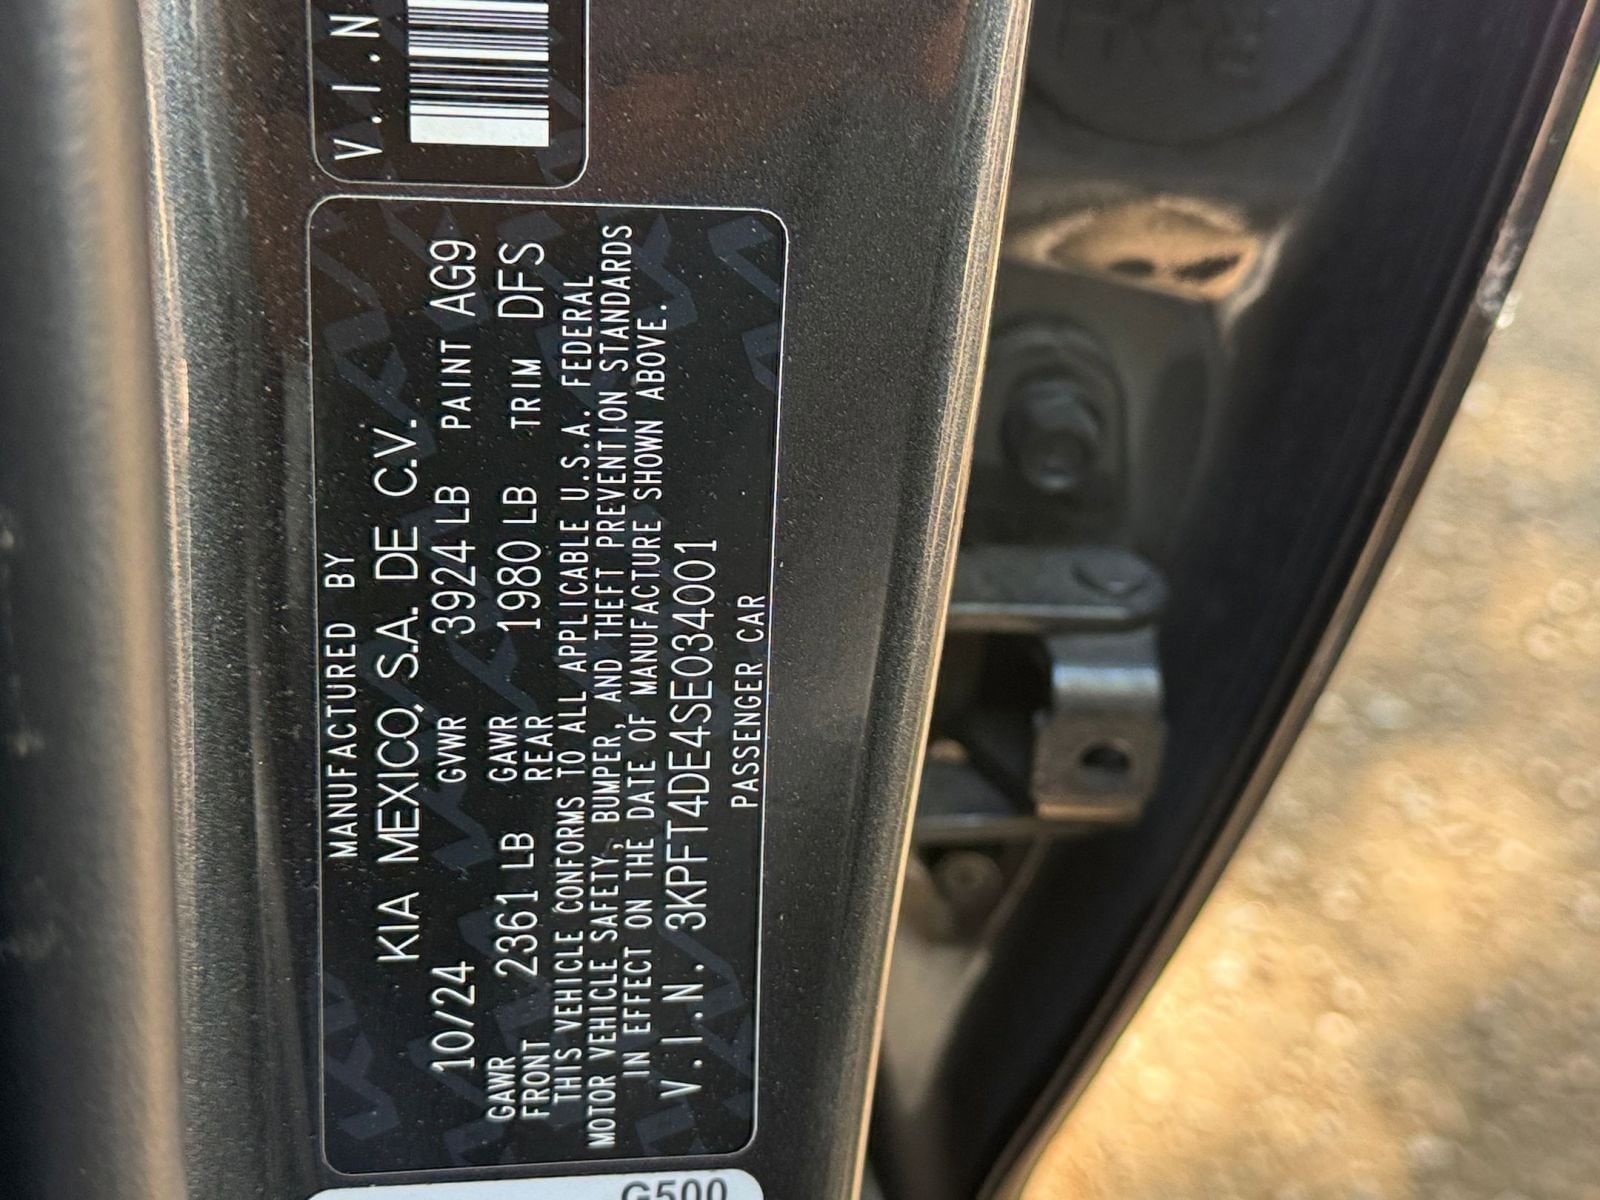 V.I.N
MANUFACTURED BY
KIA MEXICO, S.A. DE C.V.
10/24 GVWR 3924 LB PAINT AG9
GAWR FRONT 2361 LB GAWR REAR 1980 LB TRIM DFS
THIS VEHICLE CONFORMS TO ALL APPLICABLE U.S.A. FEDERAL
MOTOR VEHICLE SAFETY, BUMPER, AND THEFT PREVENTION STANDARDS
IN EFFECT ON THE DATE OF MANUFACTURE SHOWN ABOVE.
V.I.N. 3KPFT4DE4SE034001
PASSENGER CAR
G500